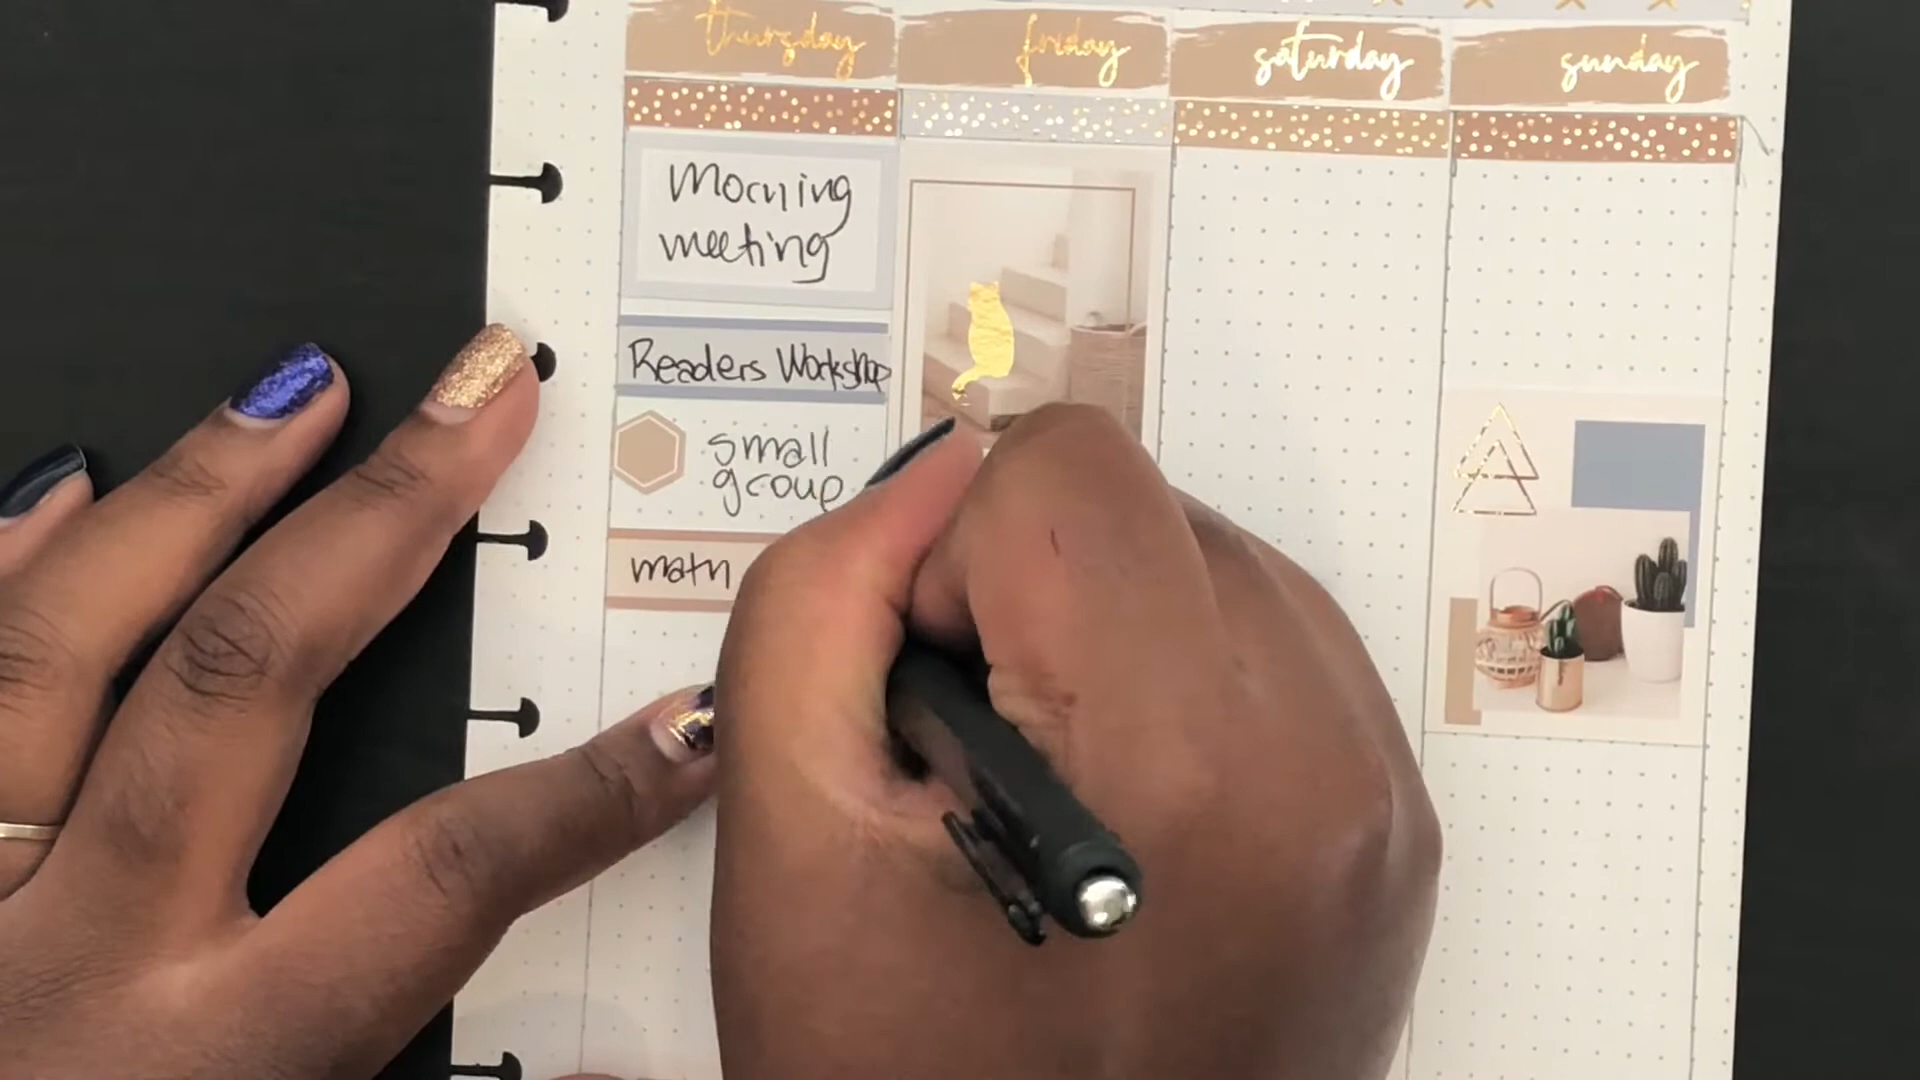 thursday
friday
saturday
sunday
Morning
meeting
Readers Workshop
small
group
math